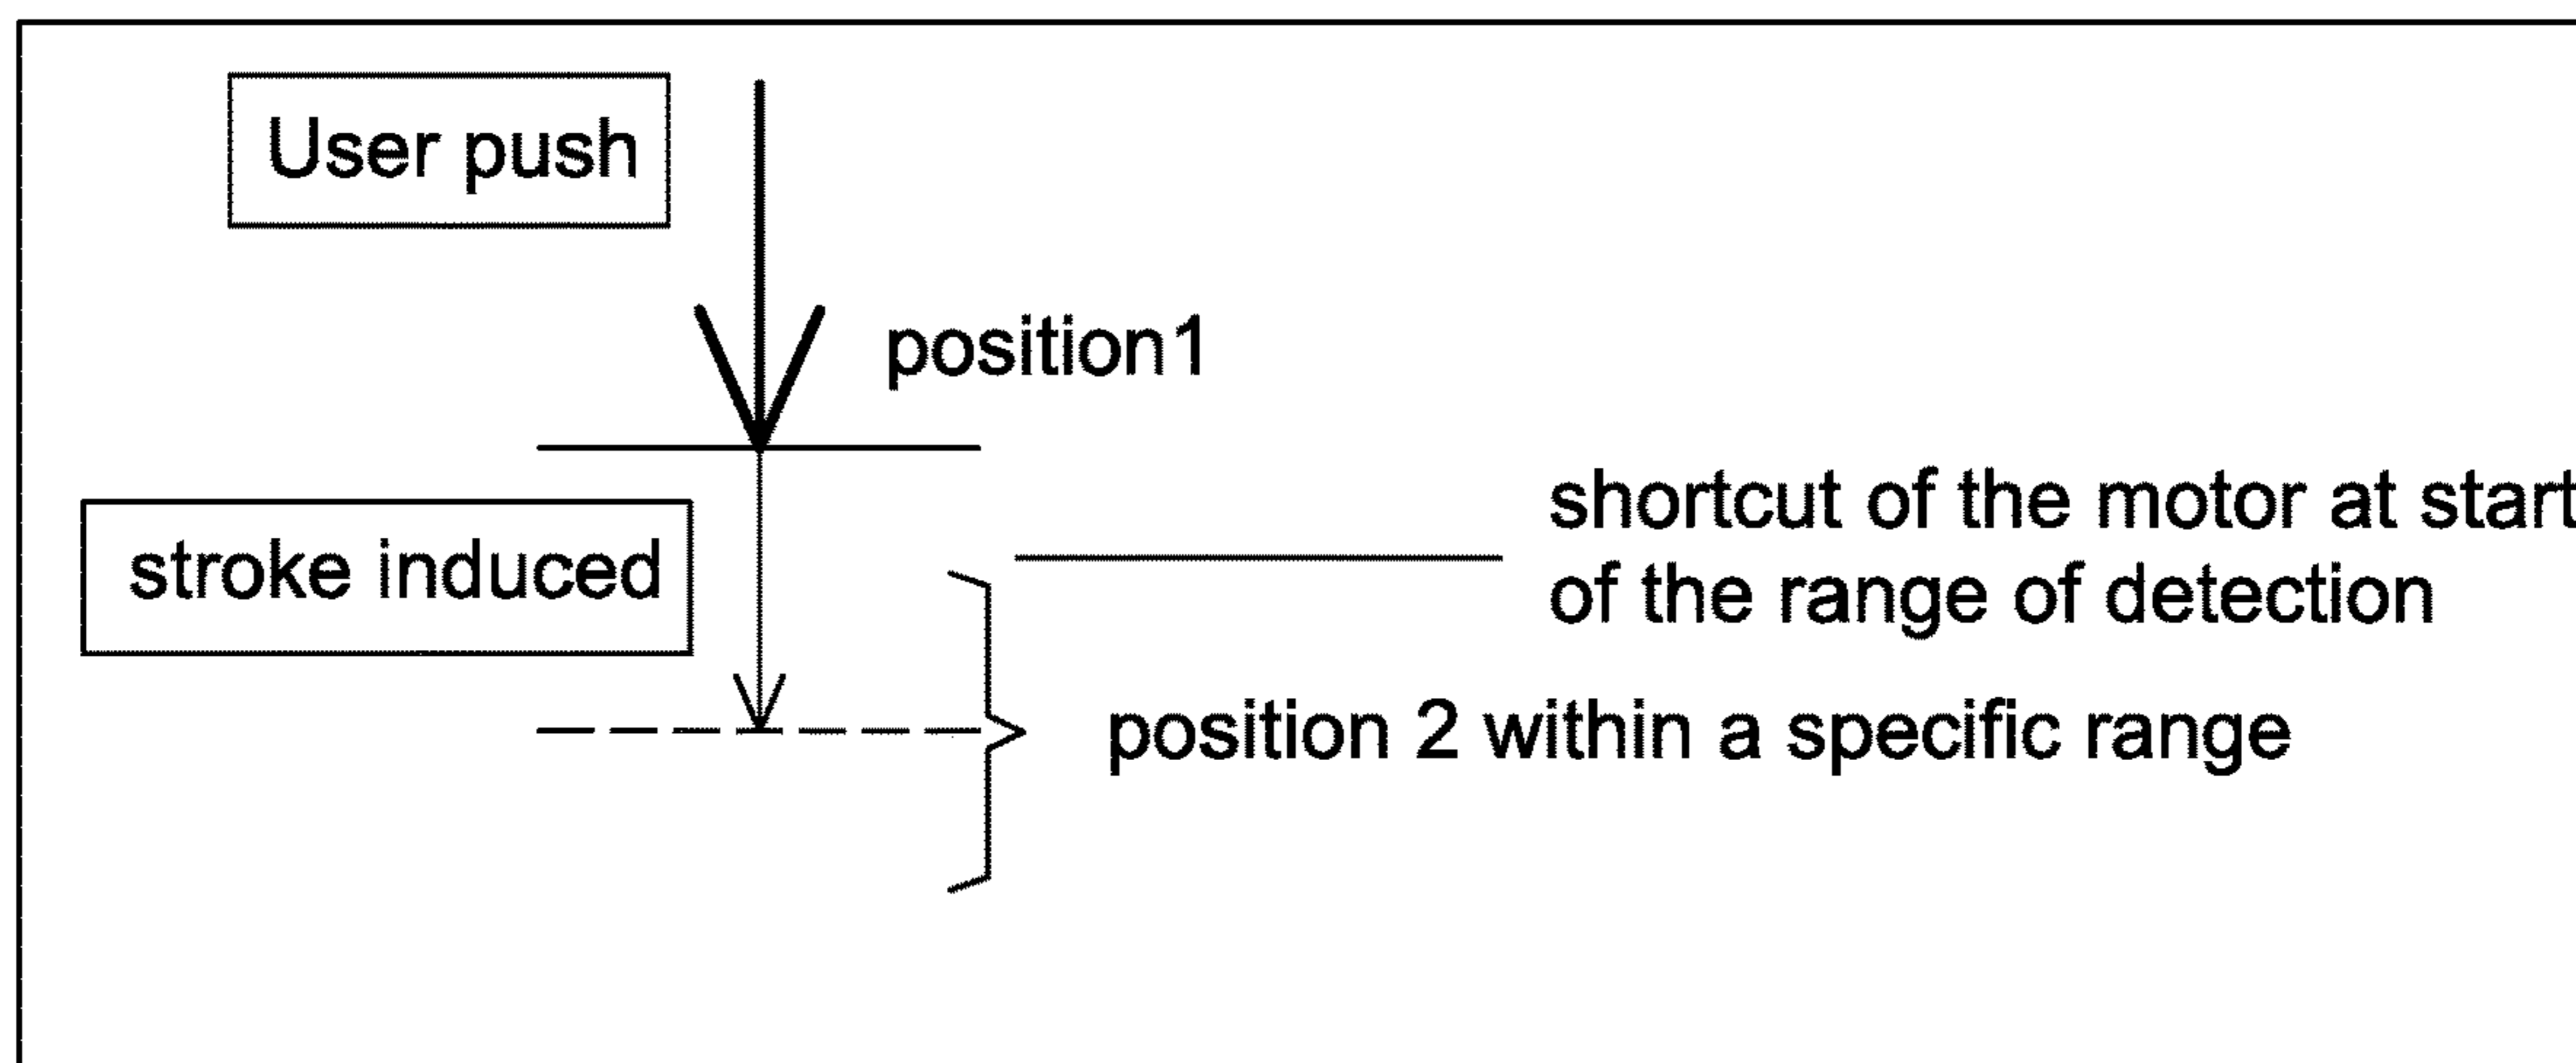 User push
position1
shortcut of the motor at start
of the range of detection
stroke induced
position 2 within a specific range